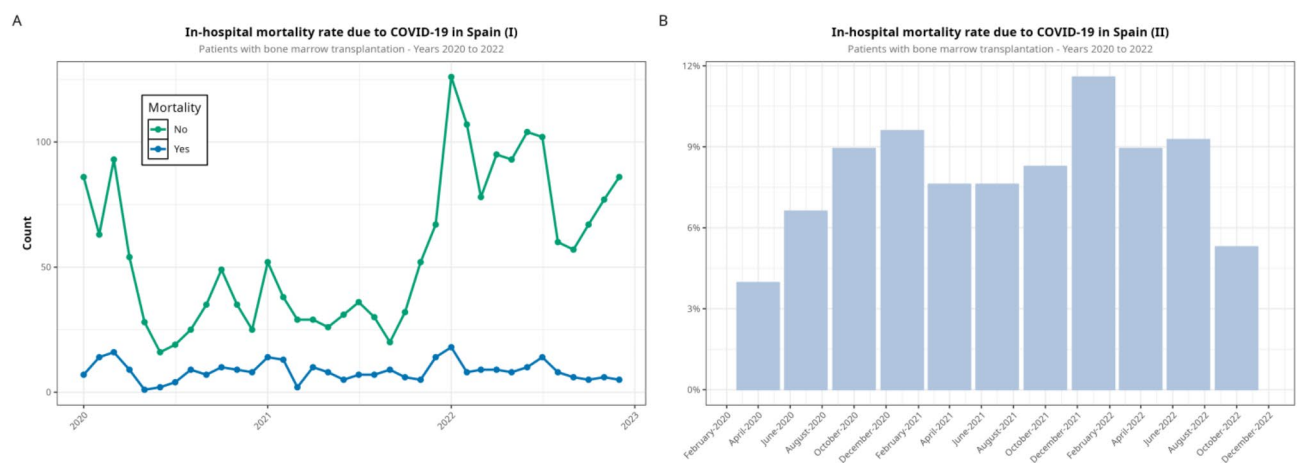 A
In-hospital mortality rate due to COVID-19 in Spain (I)
Patients with bone marrow transplantation - Years 2020 to 2022
Mortality
No
Yes
Count
100
50
0
2020
2021
2022
2023
B
In-hospital mortality rate due to COVID-19 in Spain (II)
Patients with bone marrow transplantation - Years 2020 to 2022
12%
9%
6%
3%
0%
February-2020
April-2020
June-2020
August-2020
October-2020
December-2020
February-2021
April-2021
June-2021
August-2021
October-2021
December-2021
February-2022
April-2022
June-2022
August-2022
October-2022
December-2022